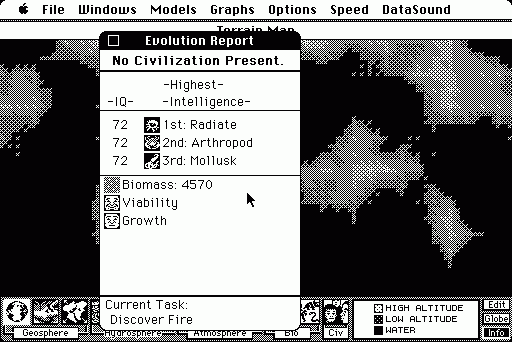 File Windows Models Graphs Options Speed DataSound
Terrain Map
Evolution Report
No Civilization Present.
-Highest-
-IQ- -Intelligence-
72 1st: Radiate
72 2nd: Arthropod
72 3rd: Mollusk
Biomass: 4570
Viability
Growth
Current Task:
Discover Fire
Geosphere Hydrosphere Atmosphere Bio Civ
HIGH ALTITUDE
LOW ALTITUDE
WATER
Edit
Globe
Info